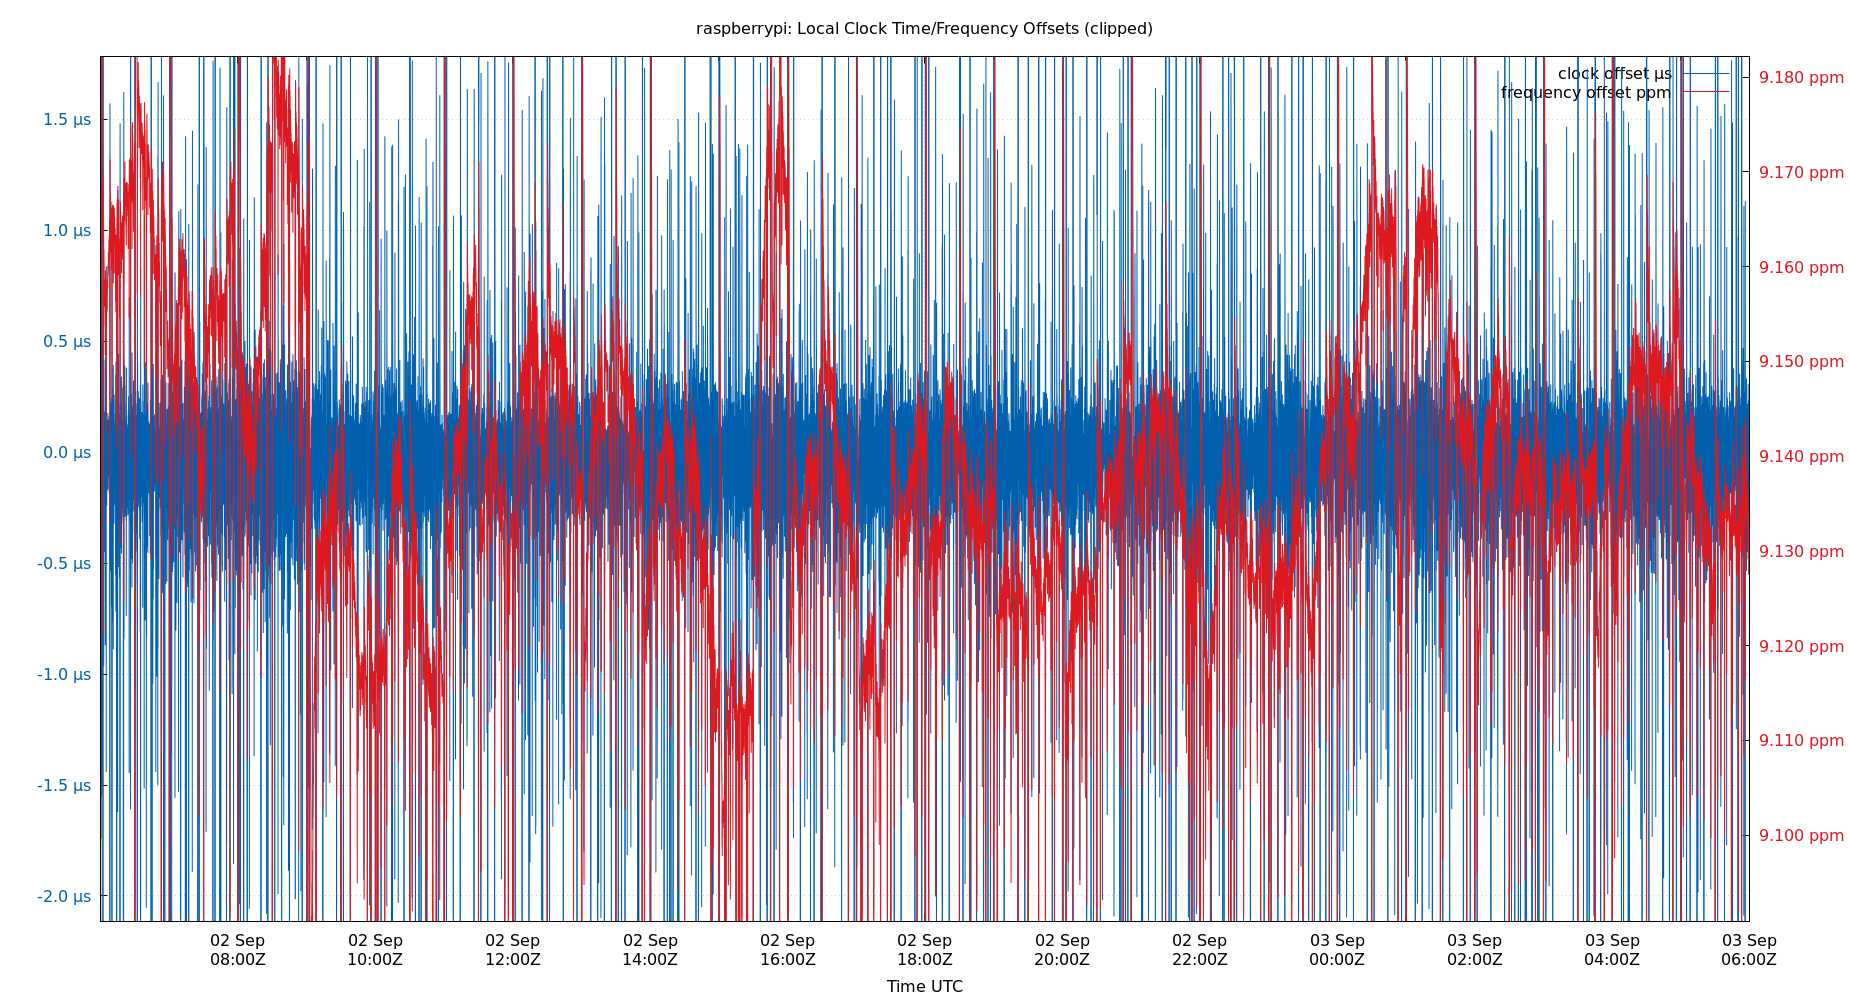 raspberrypi: Local Clock Time/Frequency Offsets (clipped)
clock offset µs
frequency offset ppm
1.5 µs
1.0 µs
0.5 µs
0.0 µs
-0.5 µs
-1.0 µs
-1.5 µs
-2.0 µs
9.180 ppm
9.170 ppm
9.160 ppm
9.150 ppm
9.140 ppm
9.130 ppm
9.120 ppm
9.110 ppm
9.100 ppm
02 Sep 02 Sep 02 Sep 02 Sep 02 Sep 02 Sep 02 Sep 02 Sep 03 Sep 03 Sep 03 Sep 03 Sep
08:00Z 10:00Z 12:00Z 14:00Z 16:00Z 18:00Z 20:00Z 22:00Z 00:00Z 02:00Z 04:00Z 06:00Z
Time UTC